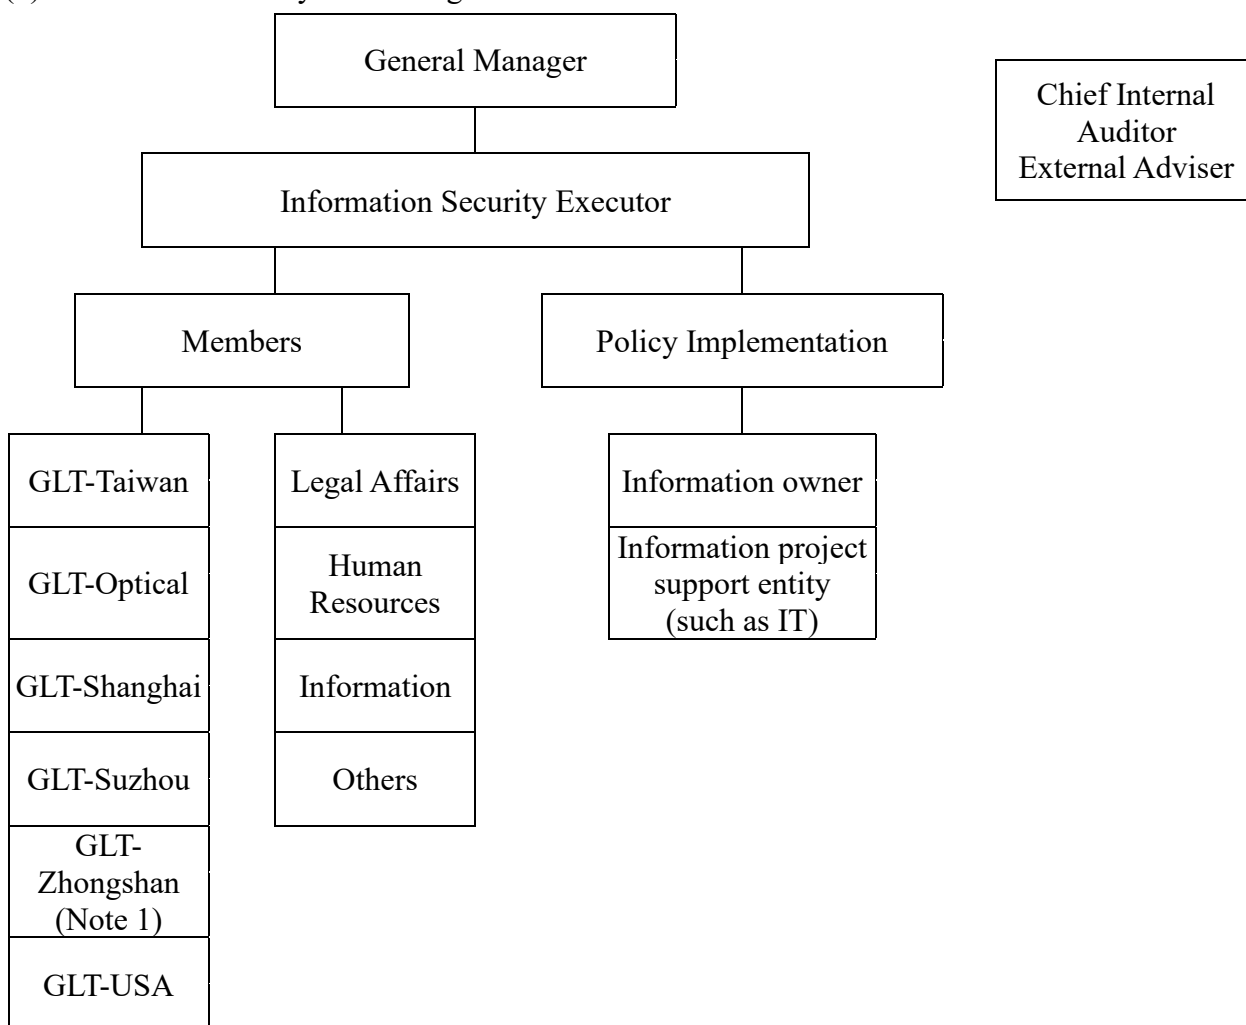 General Manager
Chief Internal
Auditor
External Adviser
Information Security Executor
Members
Policy Implementation
GLT-Taiwan
Legal Affairs
Information owner
GLT-Optical
Human
Resources
Information project
support entity
(such as IT)
GLT-Shanghai
Information
GLT-Suzhou
Others
GLT-
Zhongshan
(Note 1)
GLT-USA